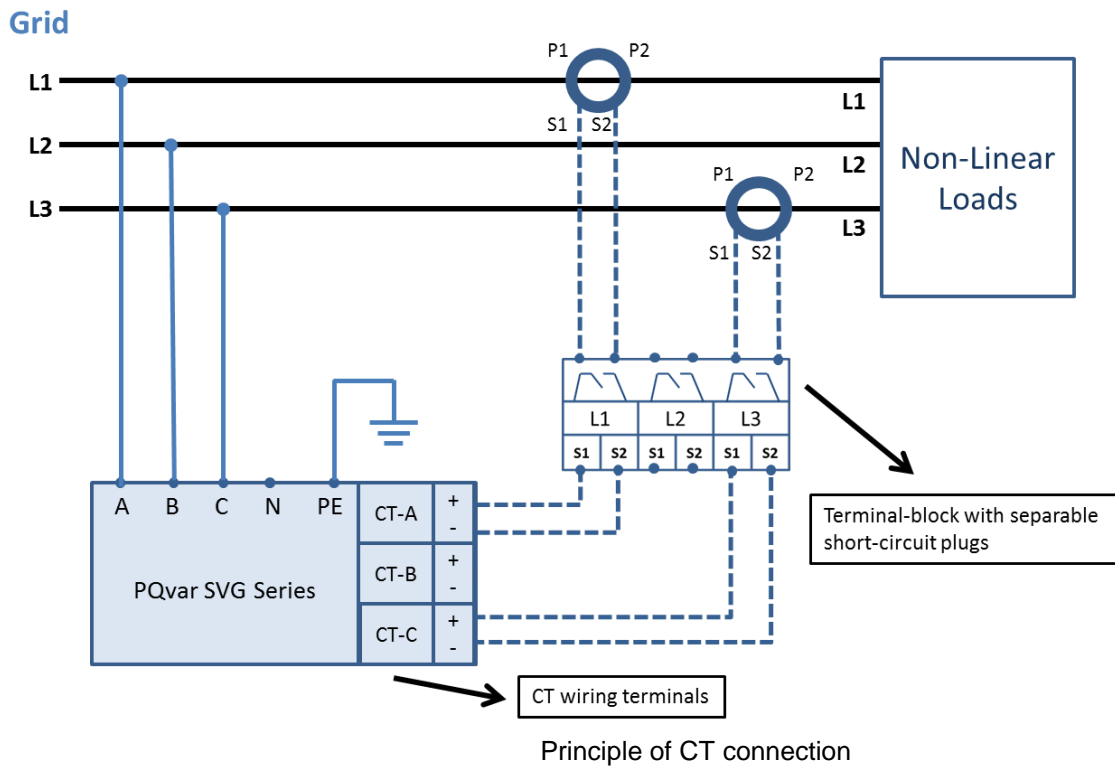 Grid
P1 P2
L1 L1
S1 S2
L2 L2
P1 P2
L3 L3
S1 S2
Non-Linear
Loads
L1 L2 L3
S1 S2 S1 S2 S1 S2
A B C N PE
CT-A + -
CT-B + -
CT-C + -
PQvar SVG Series
Terminal-block with separable
short-circuit plugs
CT wiring terminals
Principle of CT connection